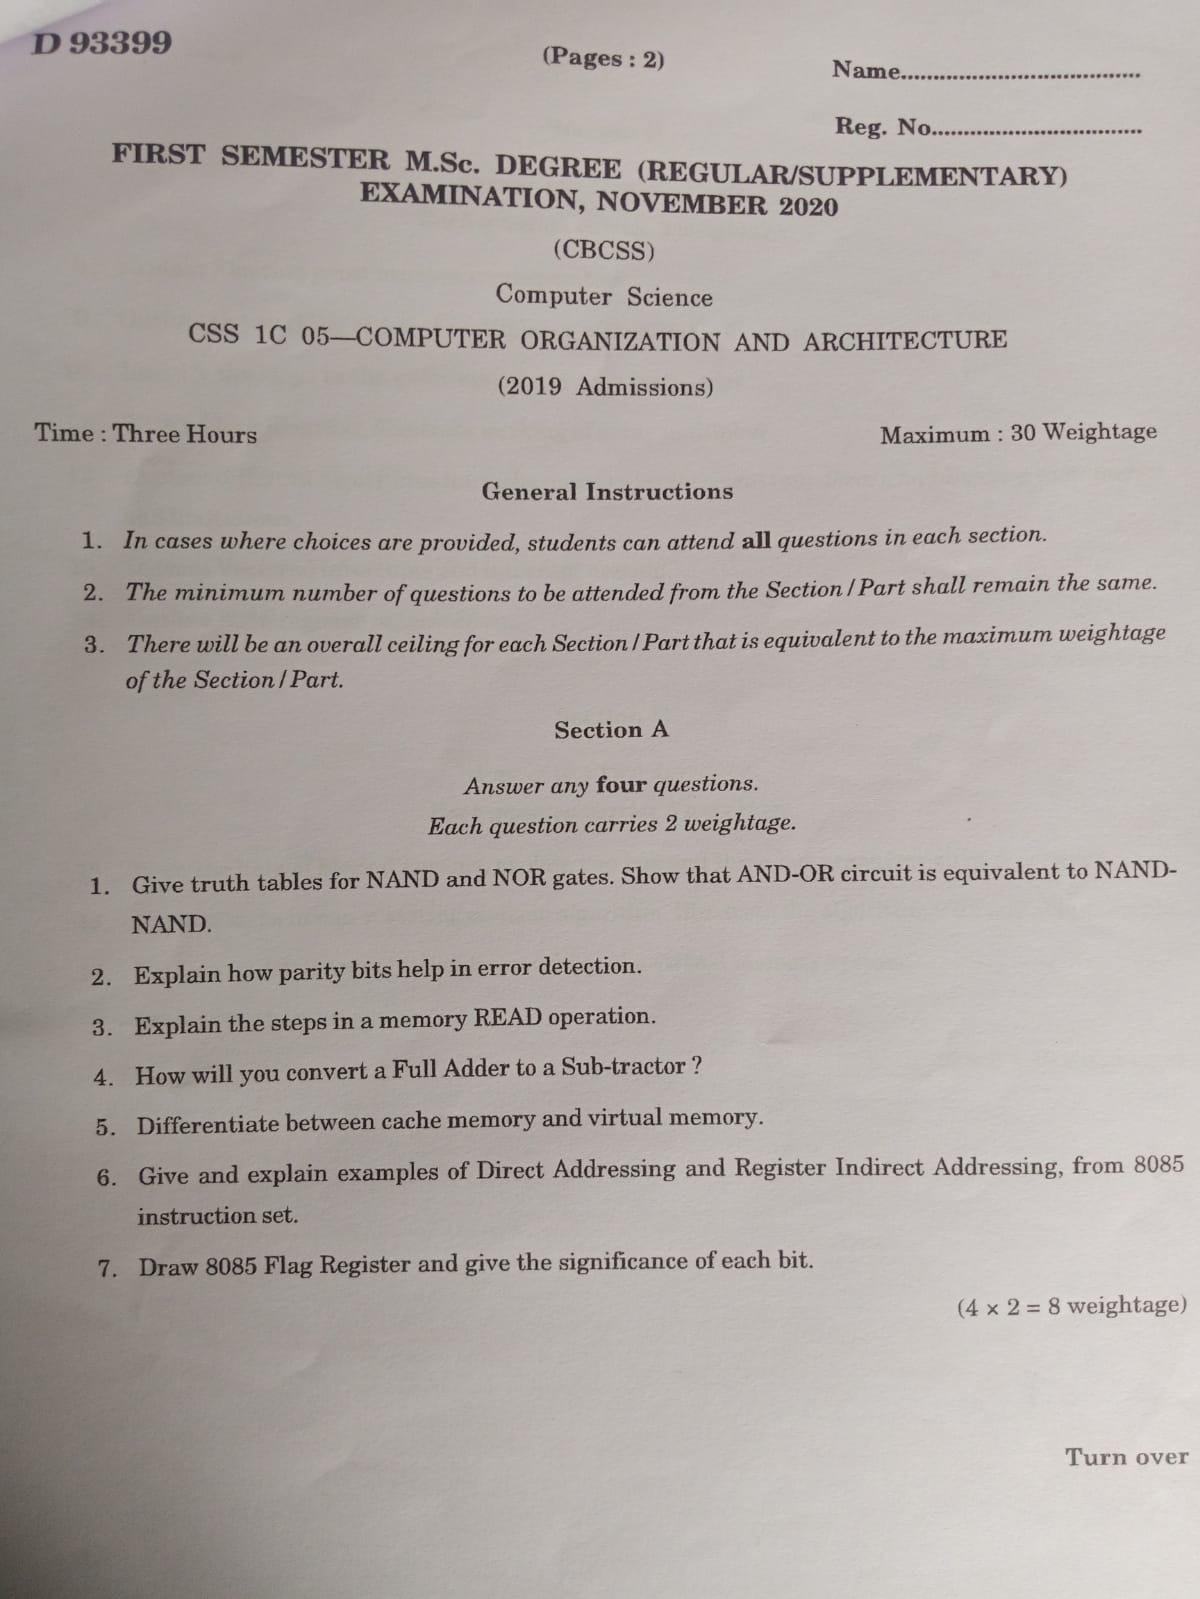 D 93399
(Pages : 2)
Name.....................................
Reg. No.................................
FIRST SEMESTER M.Sc. DEGREE (REGULAR/SUPPLEMENTARY)
EXAMINATION, NOVEMBER 2020
(CBCSS)
Computer Science
CSS 1C 05—COMPUTER ORGANIZATION AND ARCHITECTURE
(2019 Admissions)
Time : Three Hours Maximum : 30 Weightage
General Instructions
1. In cases where choices are provided, students can attend all questions in each section.
2. The minimum number of questions to be attended from the Section / Part shall remain the same.
3. There will be an overall ceiling for each Section / Part that is equivalent to the maximum weightage
of the Section / Part.
Section A
Answer any four questions.
Each question carries 2 weightage.
1. Give truth tables for NAND and NOR gates. Show that AND-OR circuit is equivalent to NAND-
NAND.
2. Explain how parity bits help in error detection.
3. Explain the steps in a memory READ operation.
4. How will you convert a Full Adder to a Sub-tractor ?
5. Differentiate between cache memory and virtual memory.
6. Give and explain examples of Direct Addressing and Register Indirect Addressing, from 8085
instruction set.
7. Draw 8085 Flag Register and give the significance of each bit.
(4 × 2 = 8 weightage)
Turn over